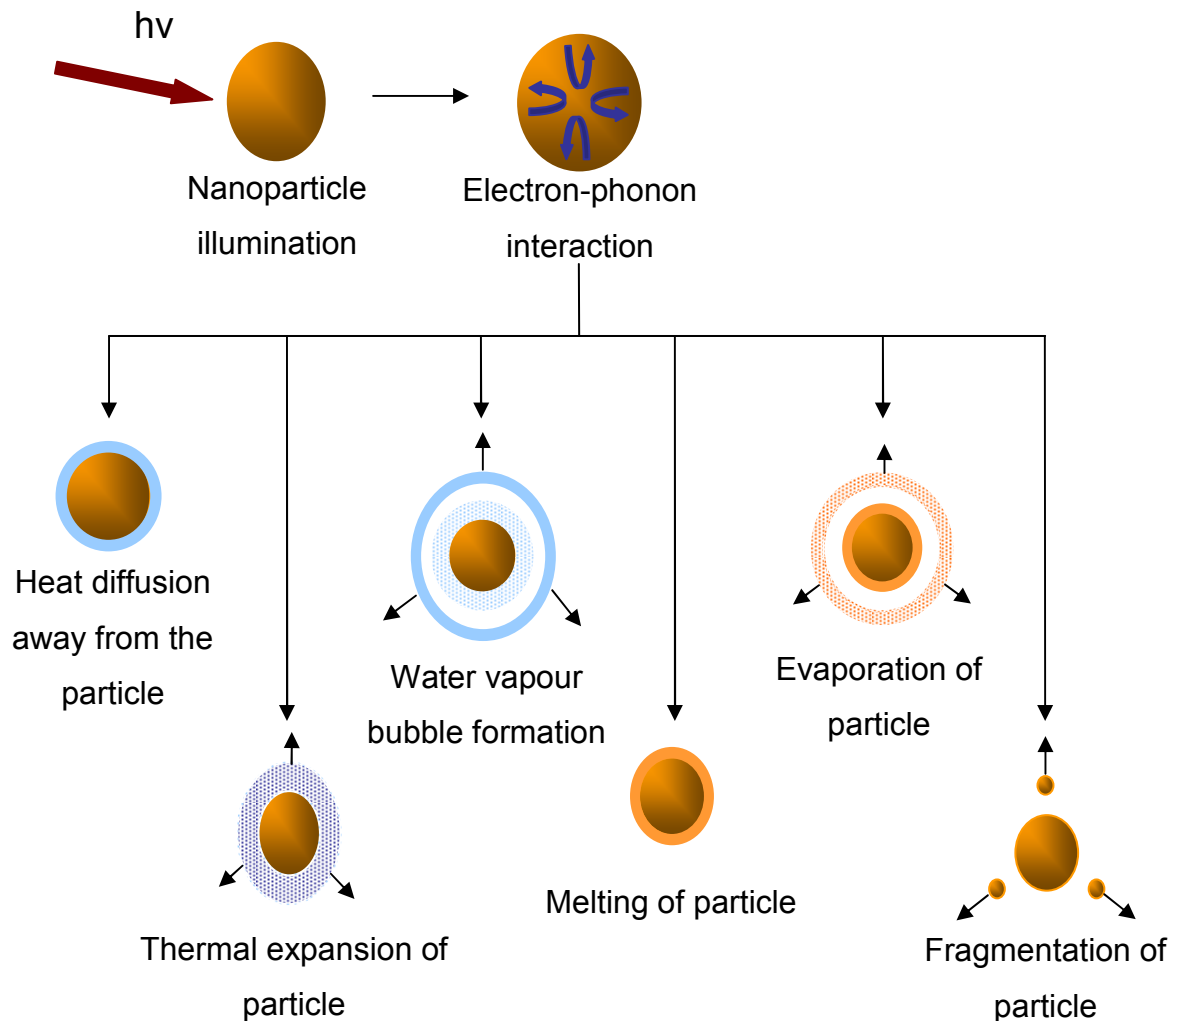 hv
Nanoparticle
illumination
Electron-phonon
interaction
Heat diffusion
away from the
particle
Thermal expansion of
particle
Water vapour
bubble formation
Melting of particle
Evaporation of
particle
Fragmentation of
particle